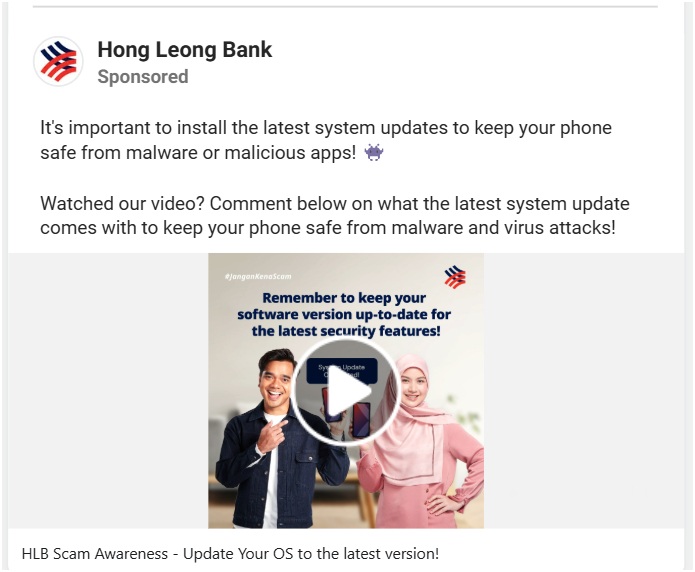 Hong Leong Bank
Sponsored
It's important to install the latest system updates to keep your phone
safe from malware or malicious apps! 👾
Watched our video? Comment below on what the latest system update
comes with to keep your phone safe from malware and virus attacks!
#JanganKenaScam
Remember to keep your
software version up-to-date for
the latest security features!
Update
HLB Scam Awareness - Update Your OS to the latest version!